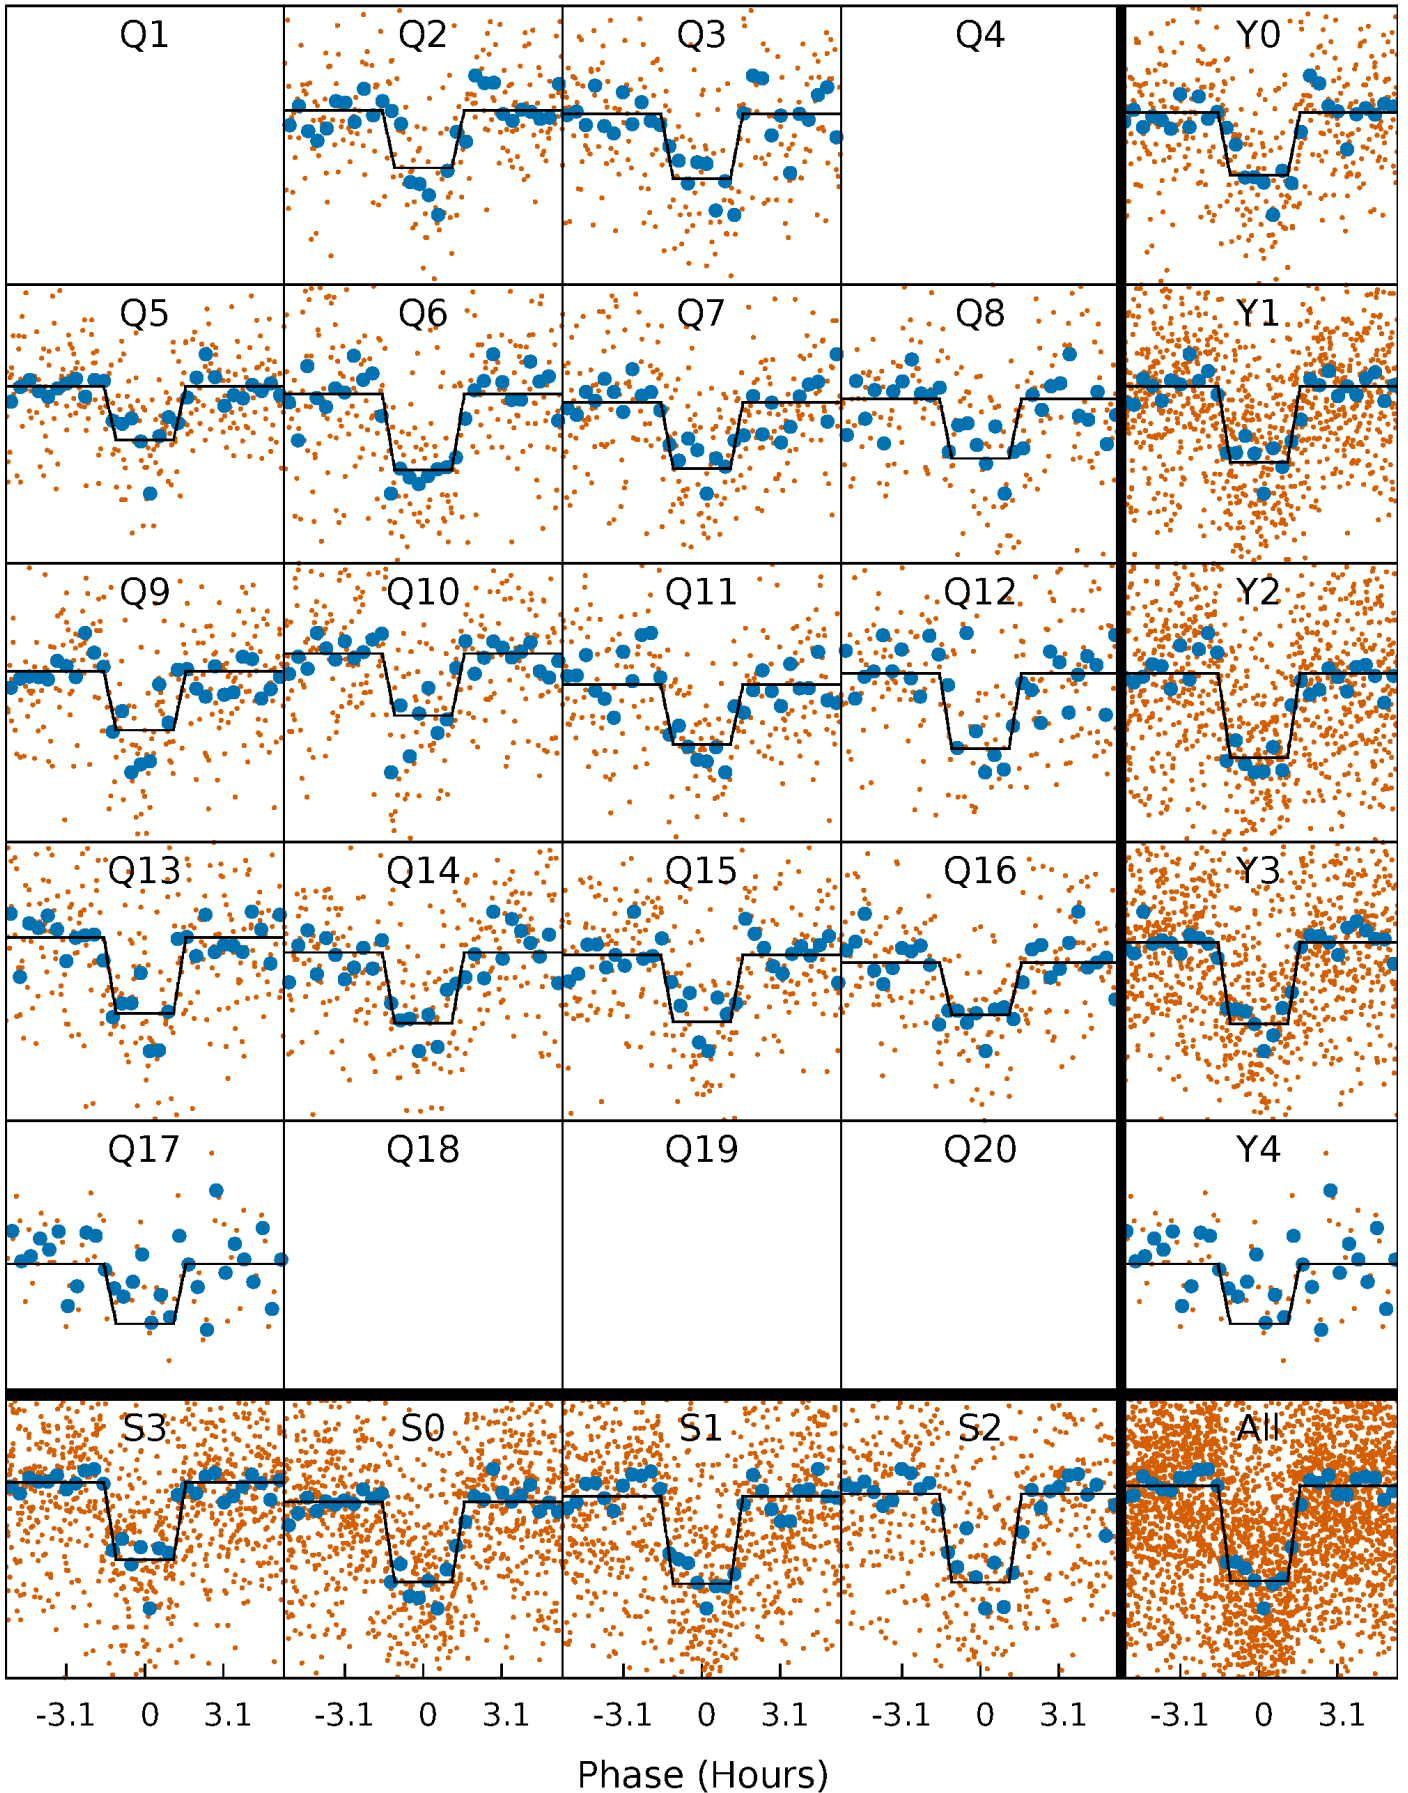 Q1 Q2 Q3 Q4 Y0
Q5 Q6 Q7 Q8 Y1
Q9 Q10 Q11 Q12 Y2
Q13 Q14 Q15 Q16 Y3
Q17 Q18 Q19 Q20 Y4
S3 S0 S1 S2 All
-3.1 0 3.1 -3.1 0 3.1 -3.1 0 3.1 -3.1 0 3.1 -3.1 0 3.1
Phase (Hours)